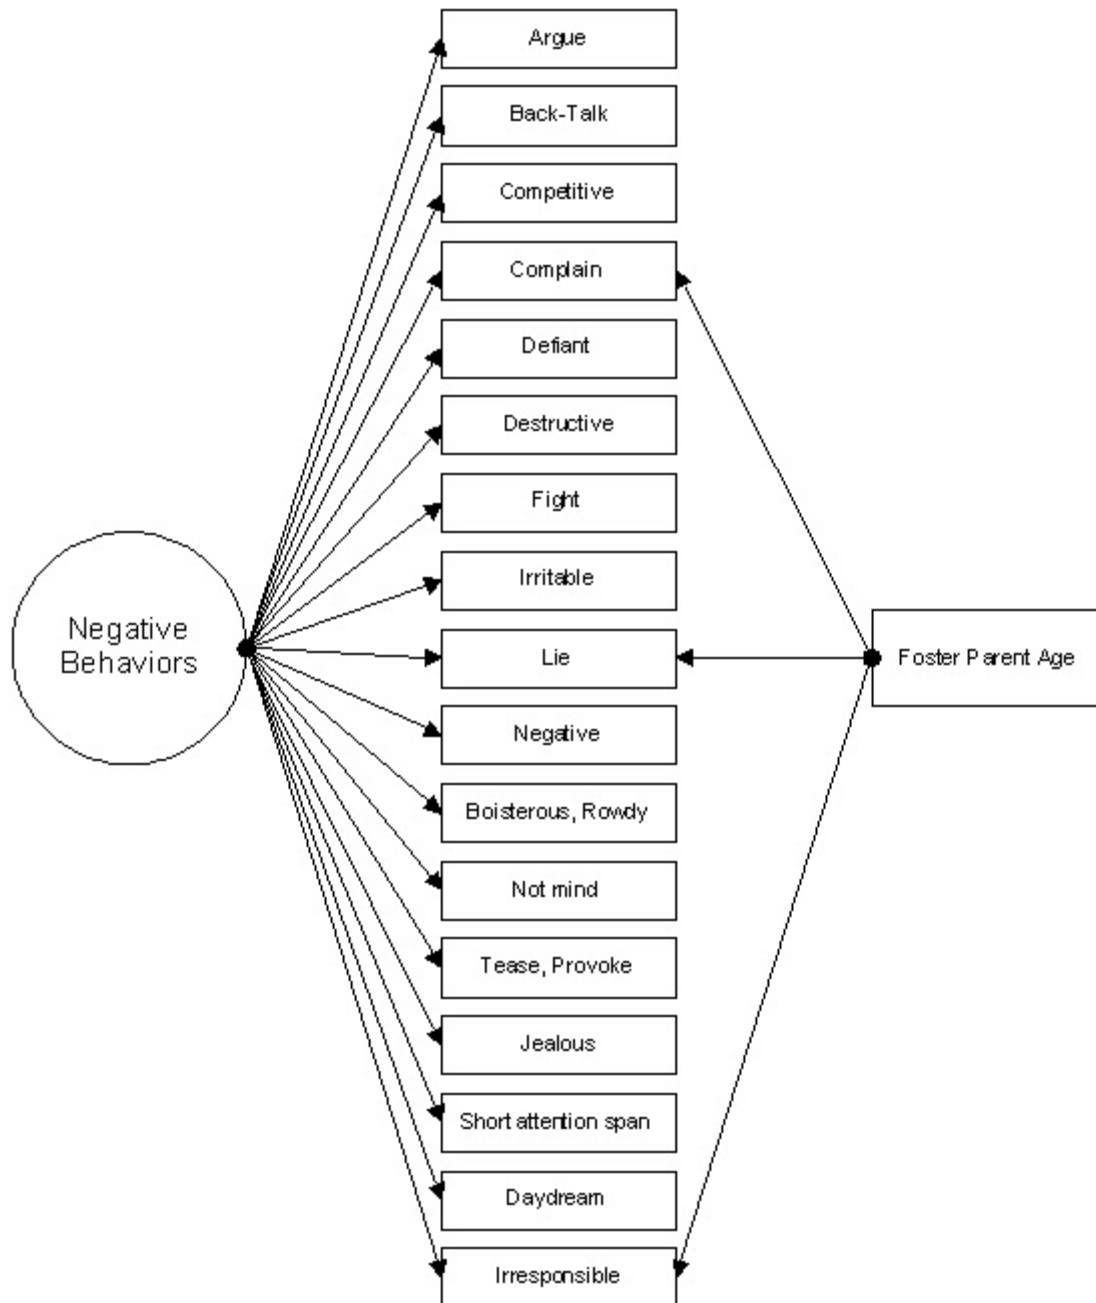 Argue
Back-Talk
Competitive
Complain
Defiant
Destructive
Fight
Irritable
Negative
Behaviors
Lie
Foster Parent Age
Negative
Boisterous, Rowdy
Not mind
Tease, Provoke
Jealous
Short attention span
Daydream
Irresponsible